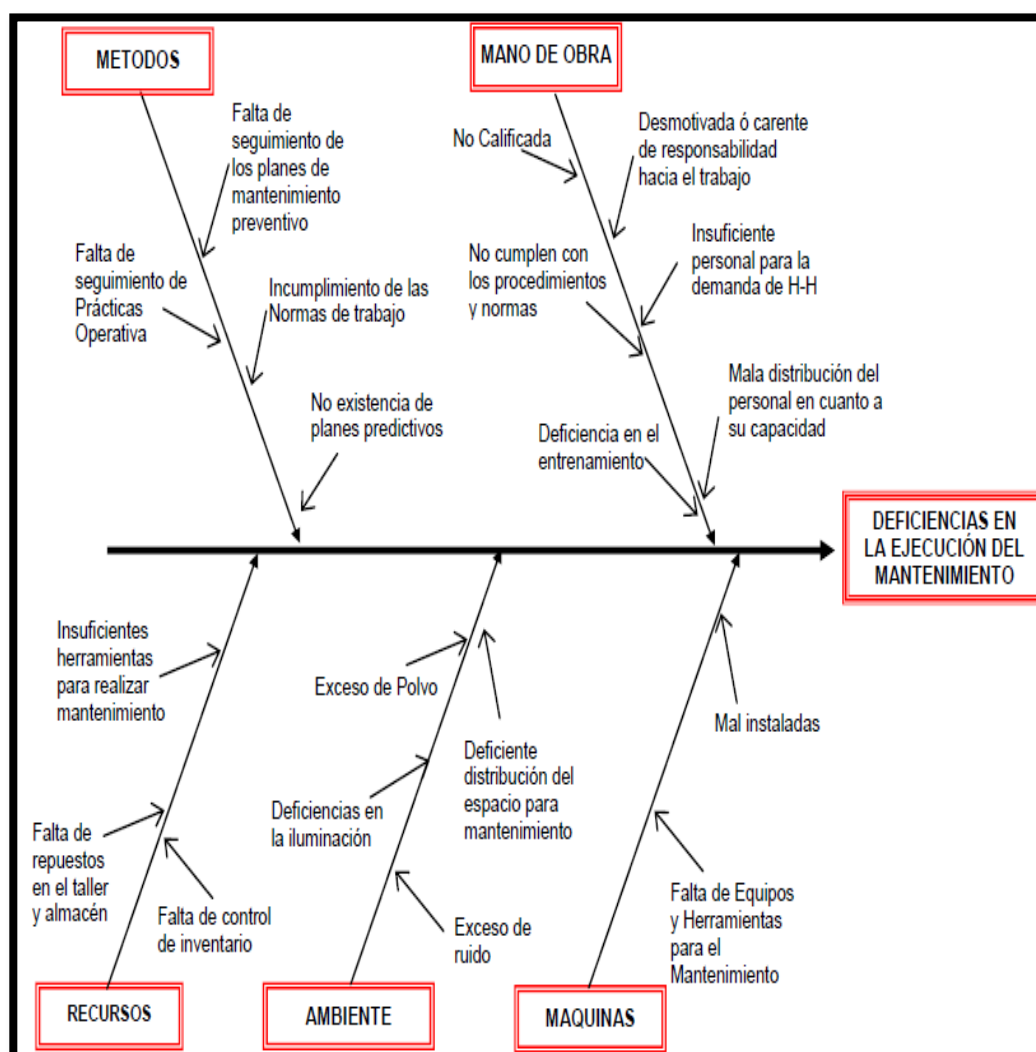 METODOS
MANO DE OBRA
Falta de
seguimiento de
los planes de
mantenimiento
preventivo
Falta de
seguimiento de
Prácticas
Operativa
Incumplimiento de las
Normas de trabajo
No existencia de
planes predictivos
No Calificada
Desmotivada ó carente
de responsabilidad
hacia el trabajo
No cumplen con
los procedimientos
y normas
Insuficiente
personal para la
demanda de H-H
Deficiencia en el
entrenamiento
Mala distribución del
personal en cuanto a
su capacidad
DEFICIENCIAS EN
LA EJECUCIÓN DEL
MANTENIMIENTO
Insuficientes
herramientas
para realizar
mantenimiento
Falta de
repuestos
en el taller
y almacén
Falta de control
de inventario
Exceso de Polvo
Deficiente
distribución del
espacio para
mantenimiento
Deficiencias en
la iluminación
Exceso de
ruido
Mal instaladas
Falta de Equipos
y Herramientas
para el
Mantenimiento
RECURSOS
AMBIENTE
MAQUINAS